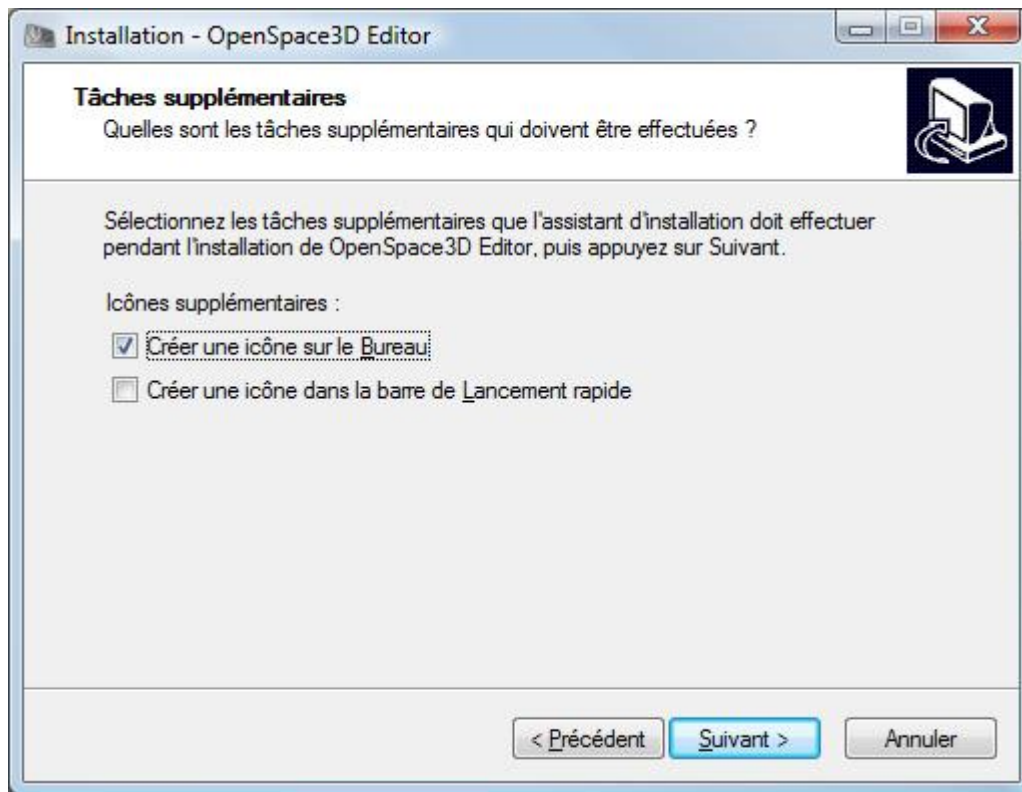 Installation - OpenSpace3D Editor
Tâches supplémentaires
Quelles sont les tâches supplémentaires qui doivent être effectuées ?
Sélectionnez les tâches supplémentaires que l'assistant d'installation doit effectuer
pendant l'installation de OpenSpace3D Editor, puis appuyez sur Suivant.
Icônes supplémentaires :
Créer une icône sur le Bureau
Créer une icône dans la barre de Lancement rapide
< Précédent Suivant > Annuler